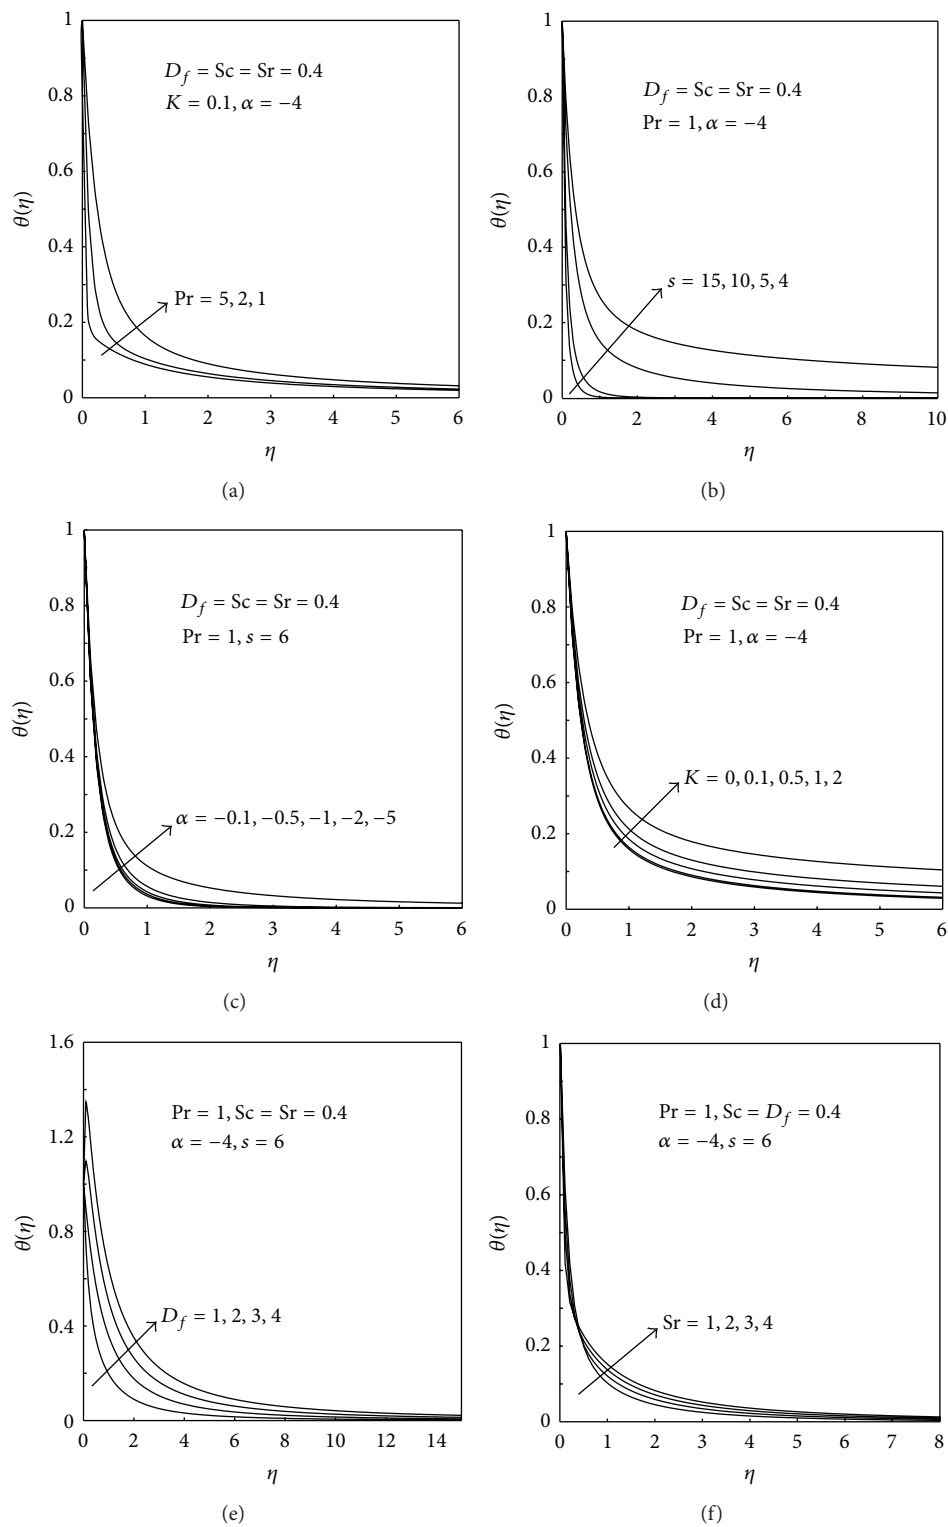 1
0.8
0.6
0.4
0.2
0
θ(η)
D_f = Sc = Sr = 0.4
K = 0.1, α = −4
Pr = 5, 2, 1
0 1 2 3 4 5 6
η
(a)
1
0.8
0.6
0.4
0.2
0
θ(η)
D_f = Sc = Sr = 0.4
Pr = 1, α = −4
s = 15, 10, 5, 4
0 2 4 6 8 10
η
(b)
1
0.8
0.6
0.4
0.2
0
θ(η)
D_f = Sc = Sr = 0.4
Pr = 1, s = 6
α = −0.1, −0.5, −1, −2, −5
0 1 2 3 4 5 6
η
(c)
1
0.8
0.6
0.4
0.2
0
θ(η)
D_f = Sc = Sr = 0.4
Pr = 1, α = −4
K = 0, 0.1, 0.5, 1, 2
0 1 2 3 4 5 6
η
(d)
1.6
1.2
0.8
0.4
0
θ(η)
Pr = 1, Sc = Sr = 0.4
α = −4, s = 6
D_f = 1, 2, 3, 4
0 2 4 6 8 10 12 14
η
(e)
1
0.8
0.6
0.4
0.2
0
θ(η)
Pr = 1, Sc = D_f = 0.4
α = −4, s = 6
Sr = 1, 2, 3, 4
0 1 2 3 4 5 6 7 8
η
(f)